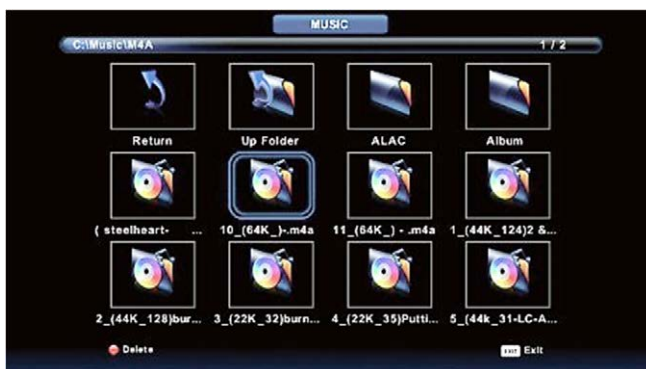 MUSIC
C:\Music\M4A 1 / 2
Return Up Folder ALAC Album
( steelheart- ... 10_(64K_)-.m4a 11_(64K_) - .m4a 1_(44K_124)2 &...
2_(44K_128)bur... 3_(22K_32)burn... 4_(22K_35)Putti... 5_(44k_31-LC-A...
Delete EXIT Exit